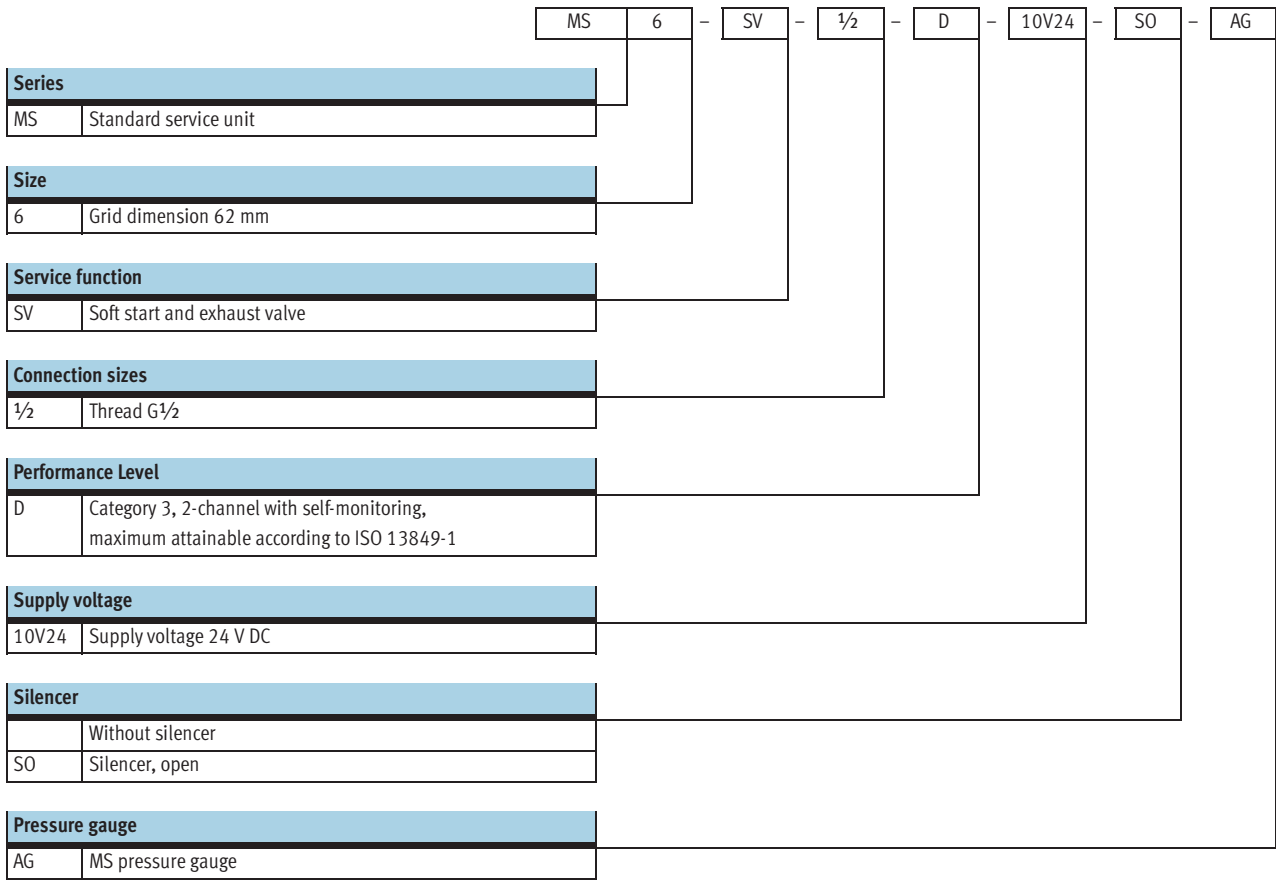 MS 6 – SV – ½ – D – 10V24 – SO – AG
Series
MS Standard service unit
Size
6 Grid dimension 62 mm
Service function
SV Soft start and exhaust valve
Connection sizes
½ Thread G½
Performance Level
D Category 3, 2-channel with self-monitoring,
maximum attainable according to ISO 13849-1
Supply voltage
10V24 Supply voltage 24 V DC
Silencer
Without silencer
SO Silencer, open
Pressure gauge
AG MS pressure gauge